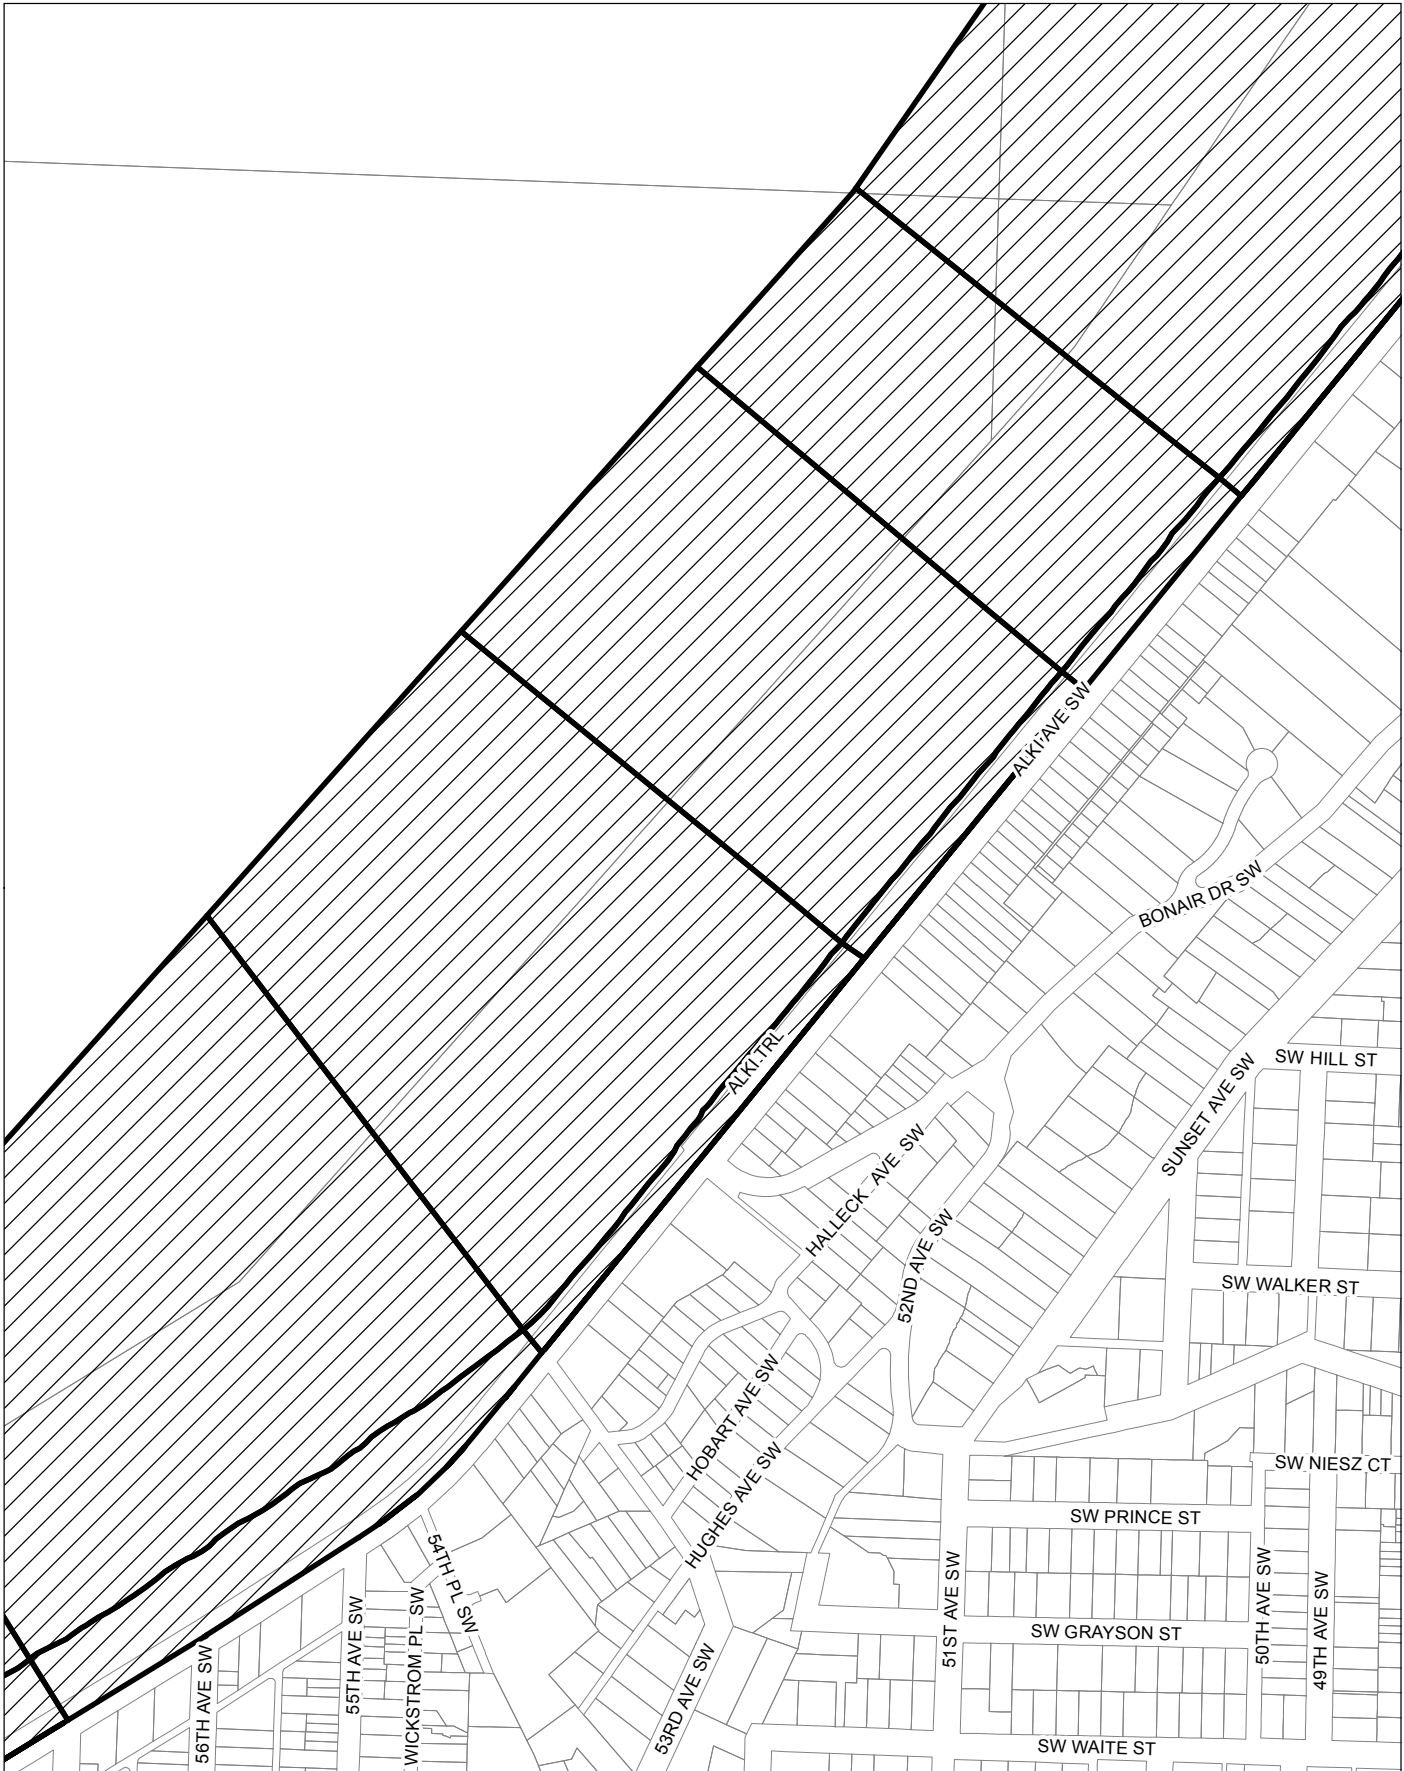 ALKI AVE SW
BONAIR DR SW
ALKI TRL
SW HILL ST
SUNSET AVE SW
HALLECK AVE SW
52ND AVE SW
SW WALKER ST
HOBART AVE SW
HUGHES AVE SW
SW NIESZ CT
SW PRINCE ST
54TH PL SW
51ST AVE SW
50TH AVE SW
49TH AVE SW
55TH AVE SW
WICKSTROM PL SW
SW GRAYSON ST
56TH AVE SW
53RD AVE SW
SW WAITE ST